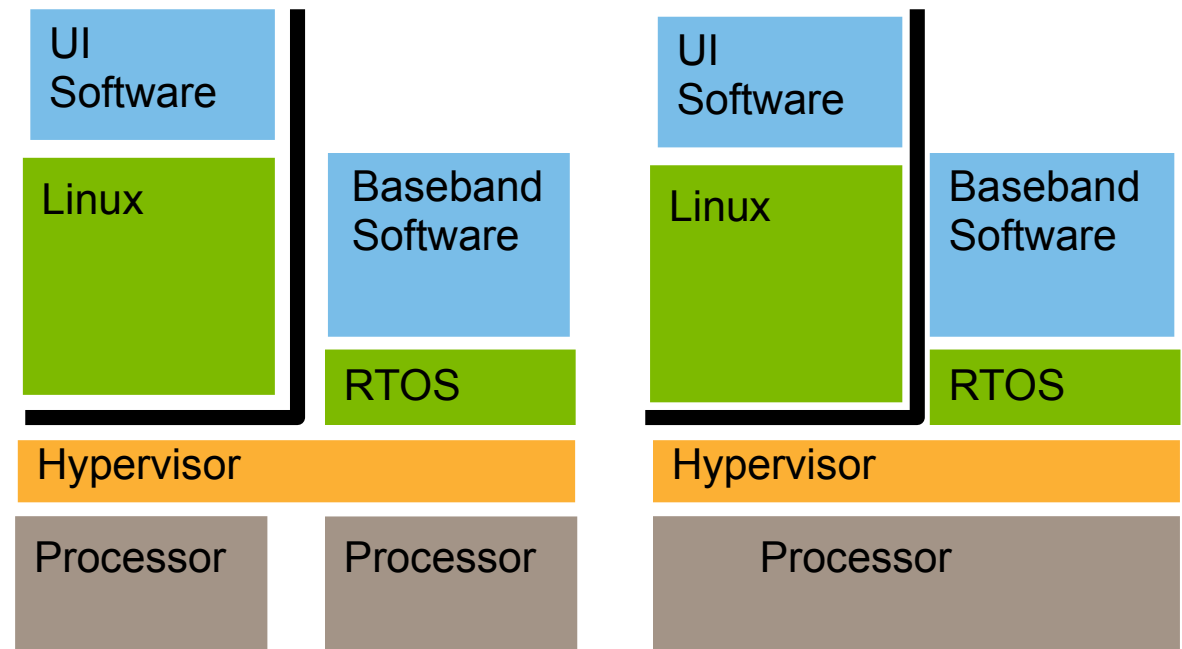 UI
Software
Linux
Baseband
Software
RTOS
Hypervisor
Processor
Processor
UI
Software
Linux
Baseband
Software
RTOS
Hypervisor
Processor